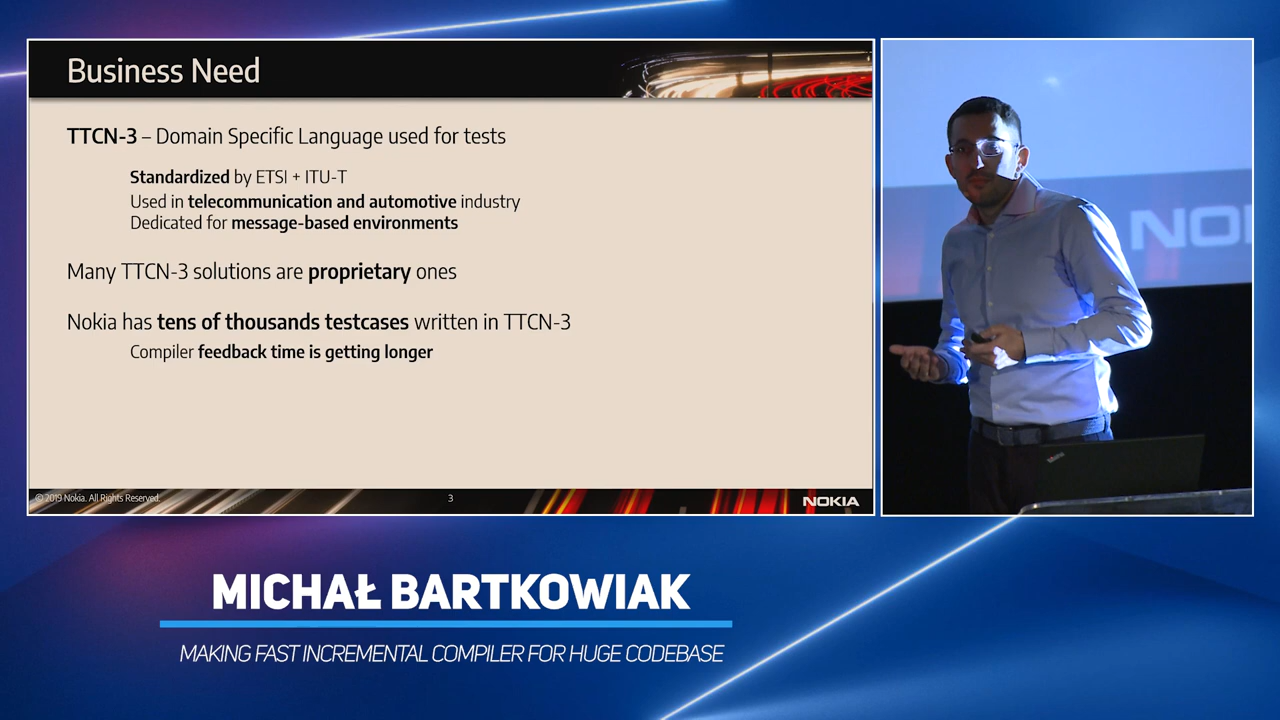 Business Need
TTCN-3 – Domain Specific Language used for tests
Standardized by ETSI + ITU-T
Used in telecommunication and automotive industry
Dedicated for message-based environments
Many TTCN-3 solutions are proprietary ones
Nokia has tens of thousands testcases written in TTCN-3
Compiler feedback time is getting longer
© 2019 Nokia. All Rights Reserved.
3
NOKIA
NOI
MICHAŁ BARTKOWIAK
MAKING FAST INCREMENTAL COMPILER FOR HUGE CODEBASE